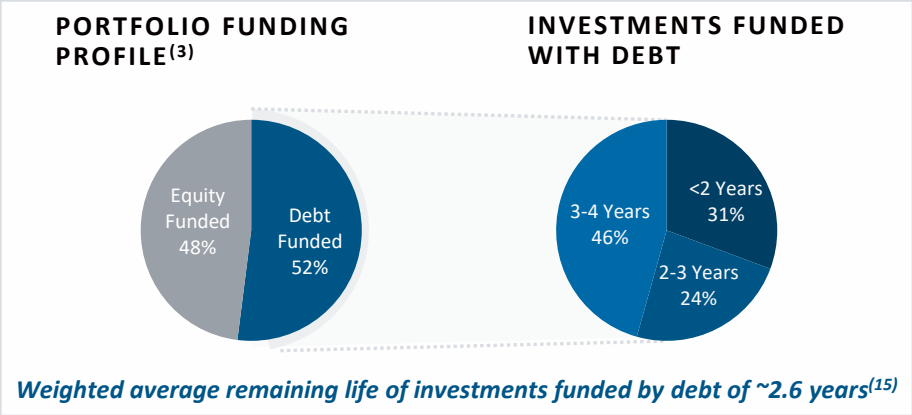 PORTFOLIO FUNDING
PROFILE(3)
INVESTMENTS FUNDED
WITH DEBT
Equity
Funded
48%
Debt
Funded
52%
3-4 Years
46%
<2 Years
31%
2-3 Years
24%
Weighted average remaining life of investments funded by debt of ~2.6 years(15)